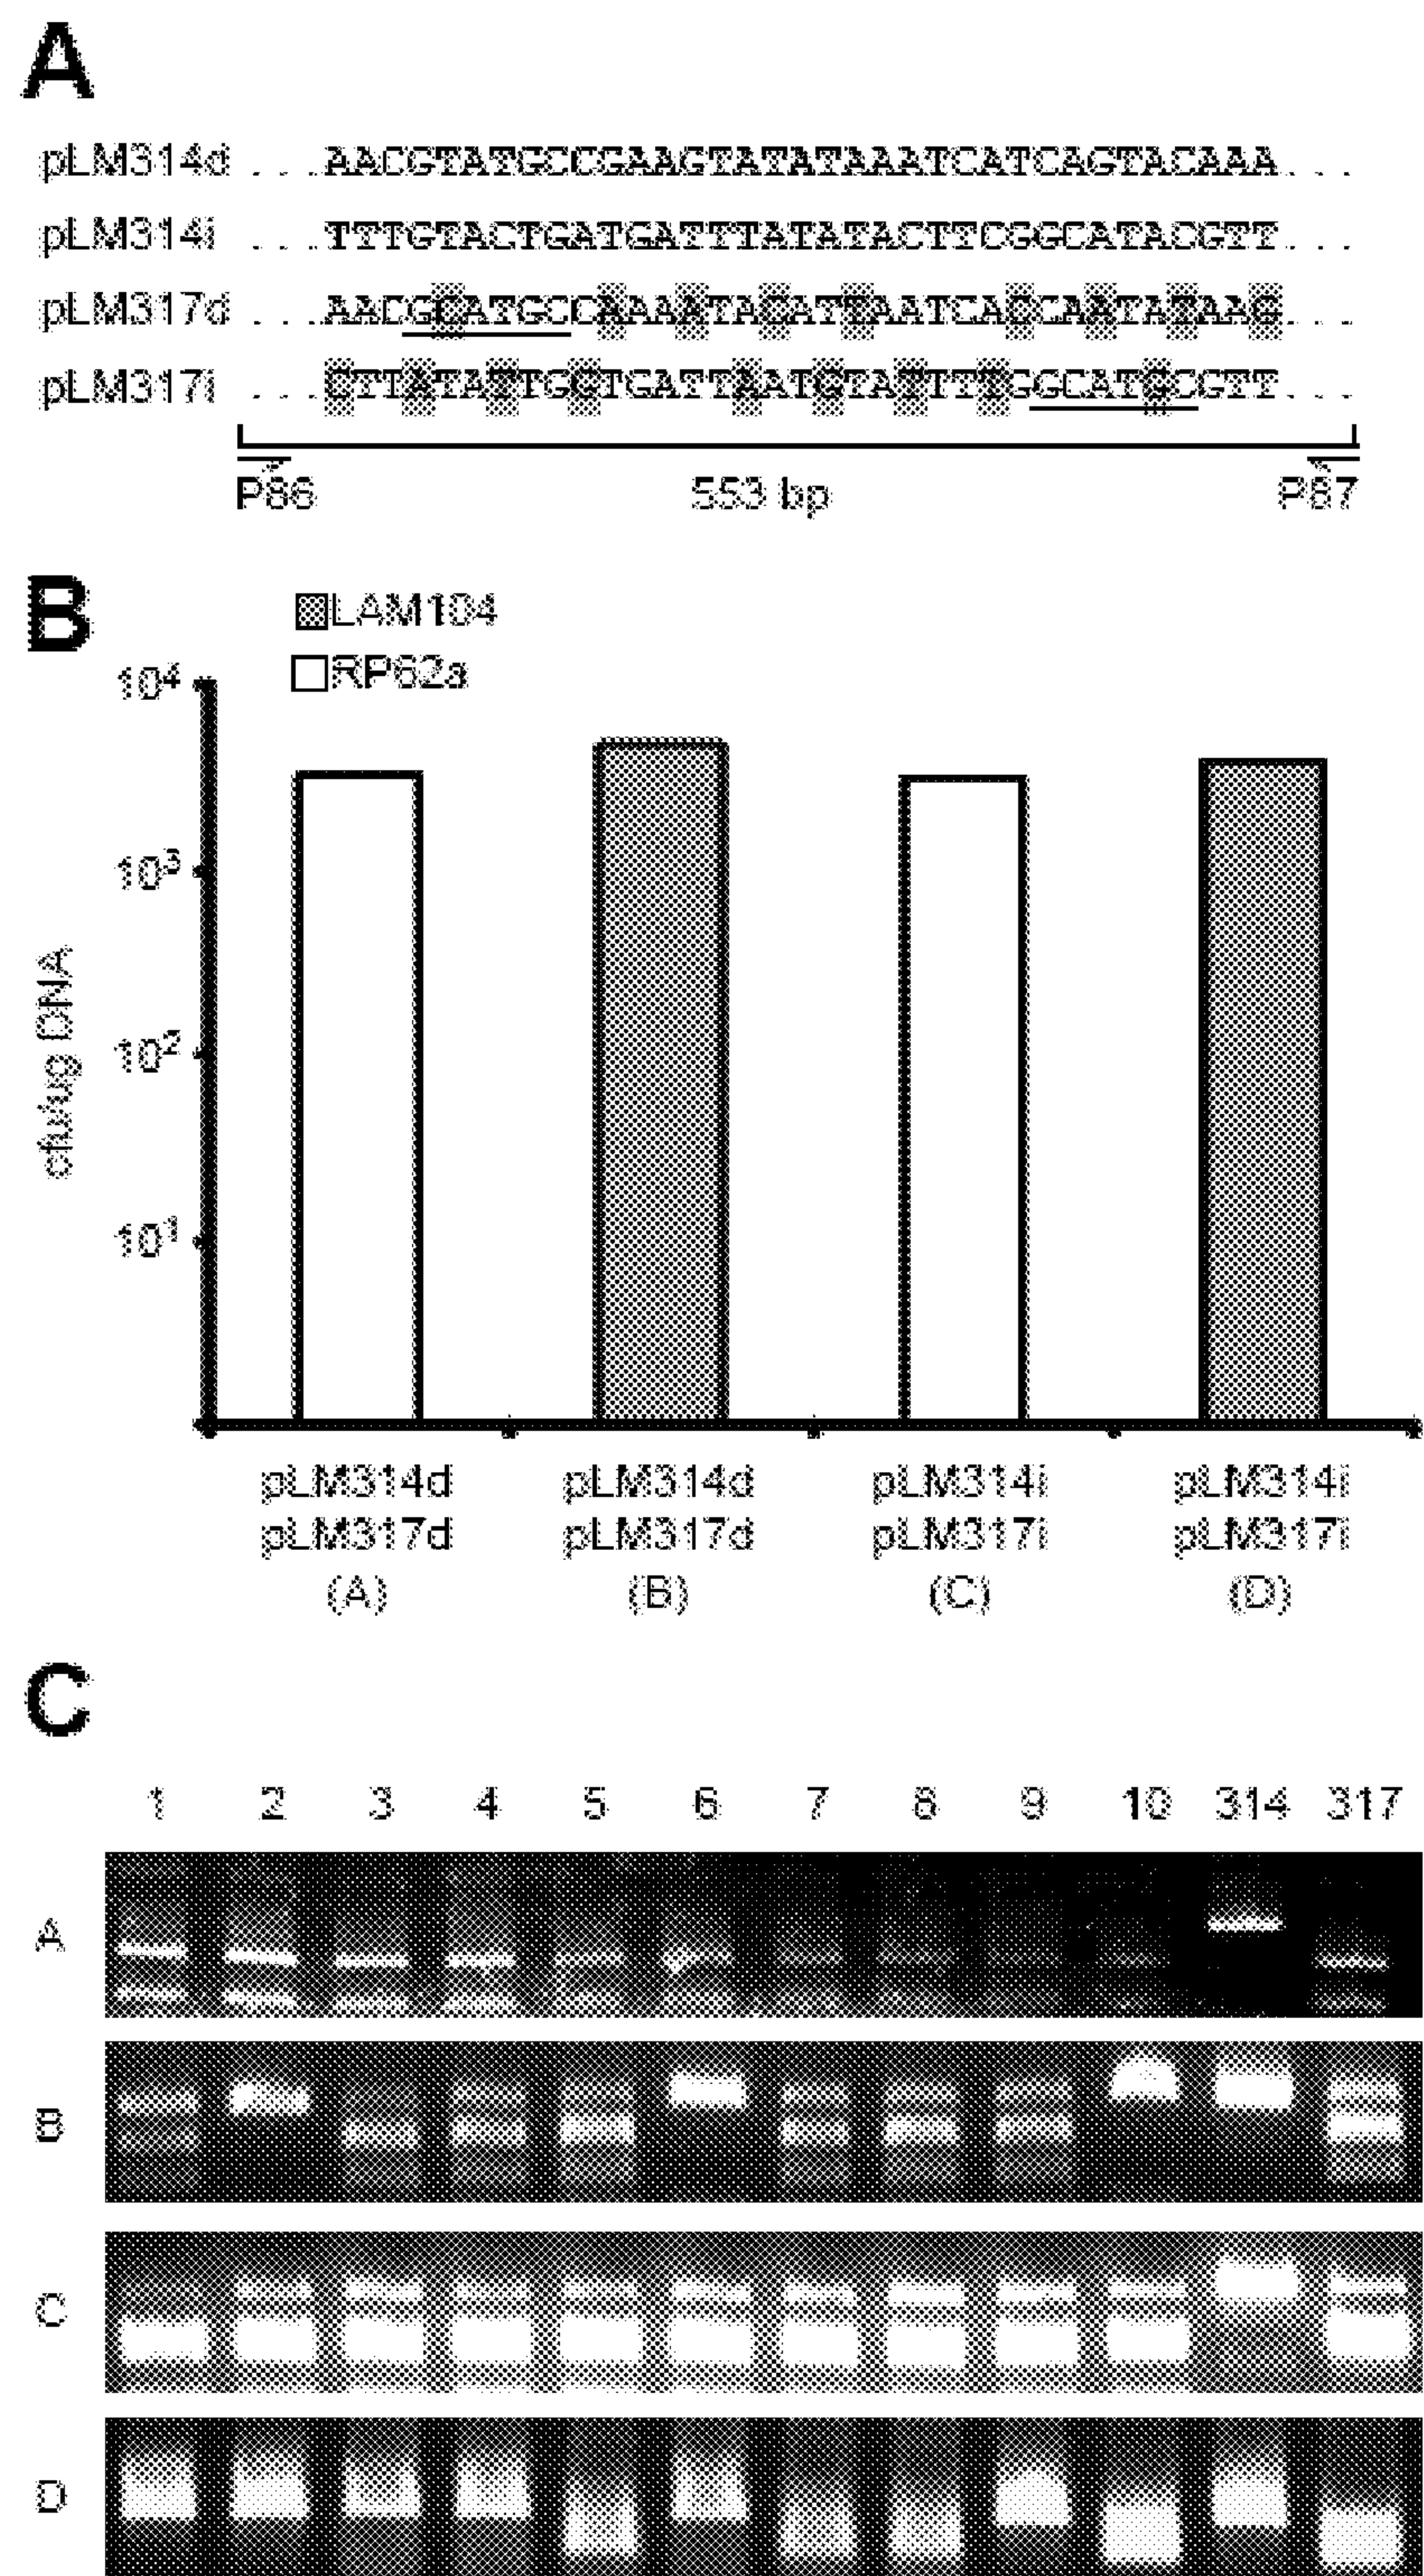 A
pLM314d ...AACGTATGCCGAAGTATATAAATCATCAGTACAAA...
pLM314i ...TTTGTACTGATGATTTATATACTTCGGCATACGTT...
pLM317d ...AACGCATGCCAAAATACATTAATCACCAATATAAG...
pLM317i ...CTTATATTGGTGATTAATGTATTTTGGCATGCGTT...
P86 553 bp P87
B
LAM104
RP62a
10⁴
10³
10²
10¹
cfu/ug DNA
pLM314d pLM314d pLM314i pLM314i
pLM317d pLM317d pLM317i pLM317i
(A) (B) (C) (D)
C
1 2 3 4 5 6 7 8 9 10 314 317
A
B
C
D